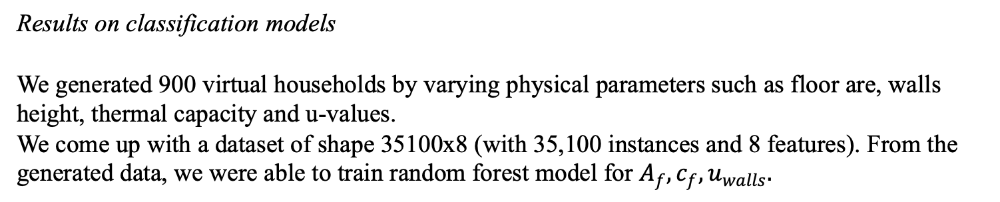 Results on classification models
We generated 900 virtual households by varying physical parameters such as floor are, walls
height, thermal capacity and u-values.
We come up with a dataset of shape 35100x8 (with 35,100 instances and 8 features). From the
generated data, we were able to train random forest model for A_f, c_f, u_walls.